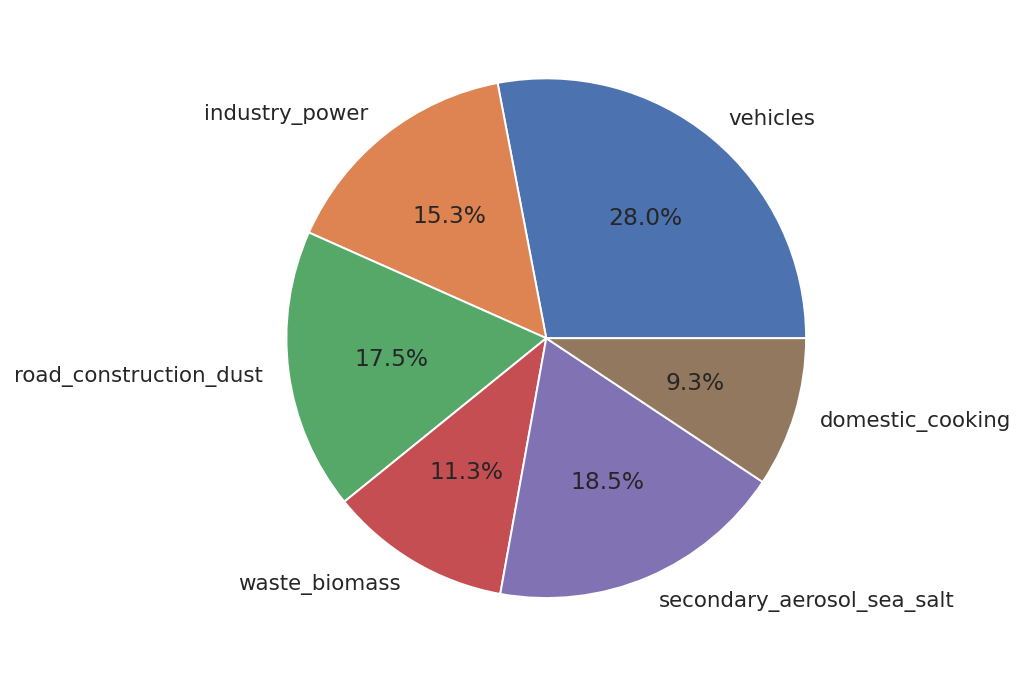 industry_power
vehicles
15.3%
28.0%
road_construction_dust
17.5%
9.3%
domestic_cooking
11.3%
18.5%
waste_biomass
secondary_aerosol_sea_salt